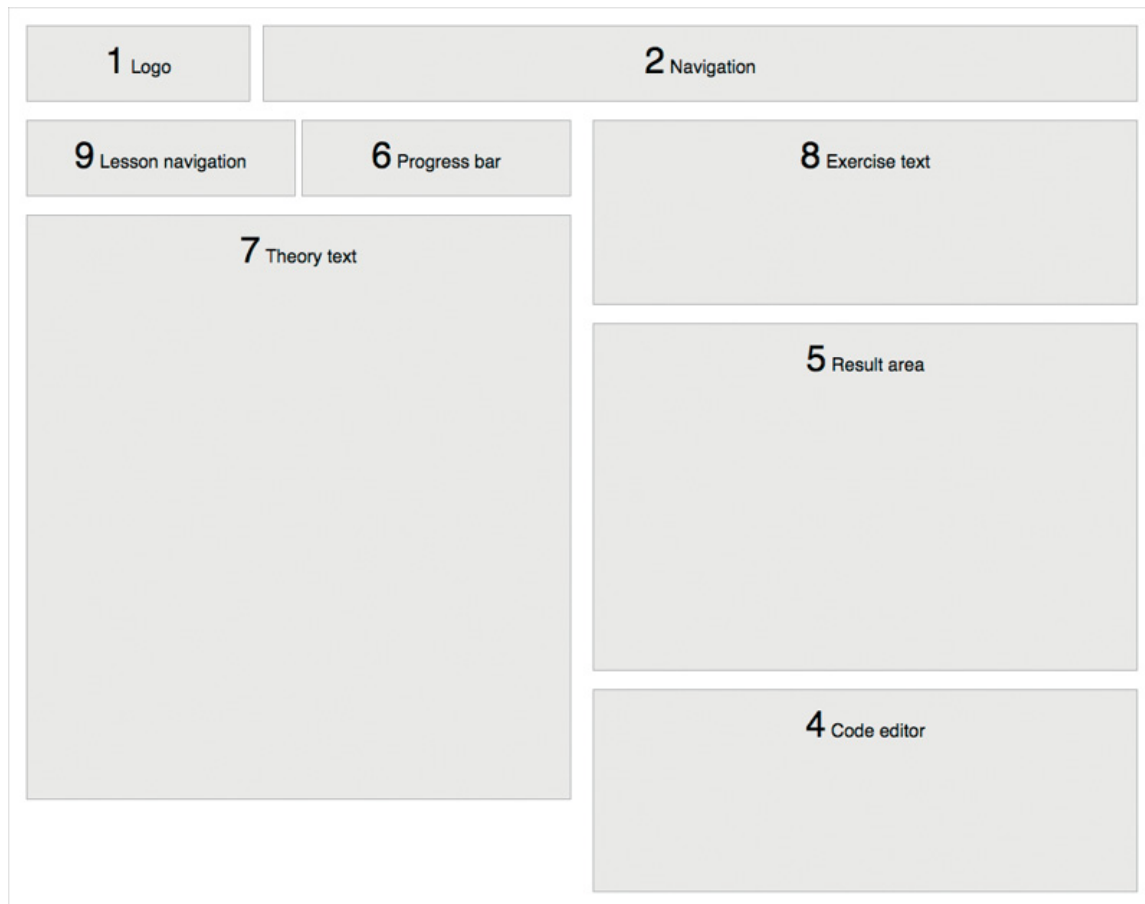 1 Logo
2 Navigation
9 Lesson navigation
6 Progress bar
8 Exercise text
7 Theory text
5 Result area
4 Code editor